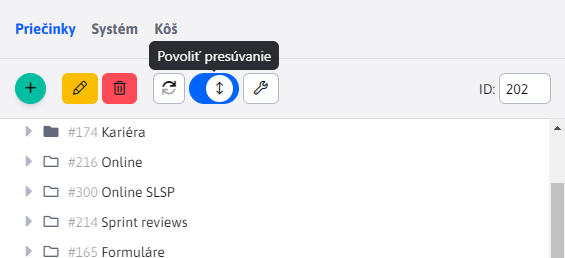 Priečinky Systém Kôš
Povoliť presúvanie
ID: 202
#174 Kariéra
#216 Online
#300 Online SLSP
#214 Sprint reviews
#165 Formuláre